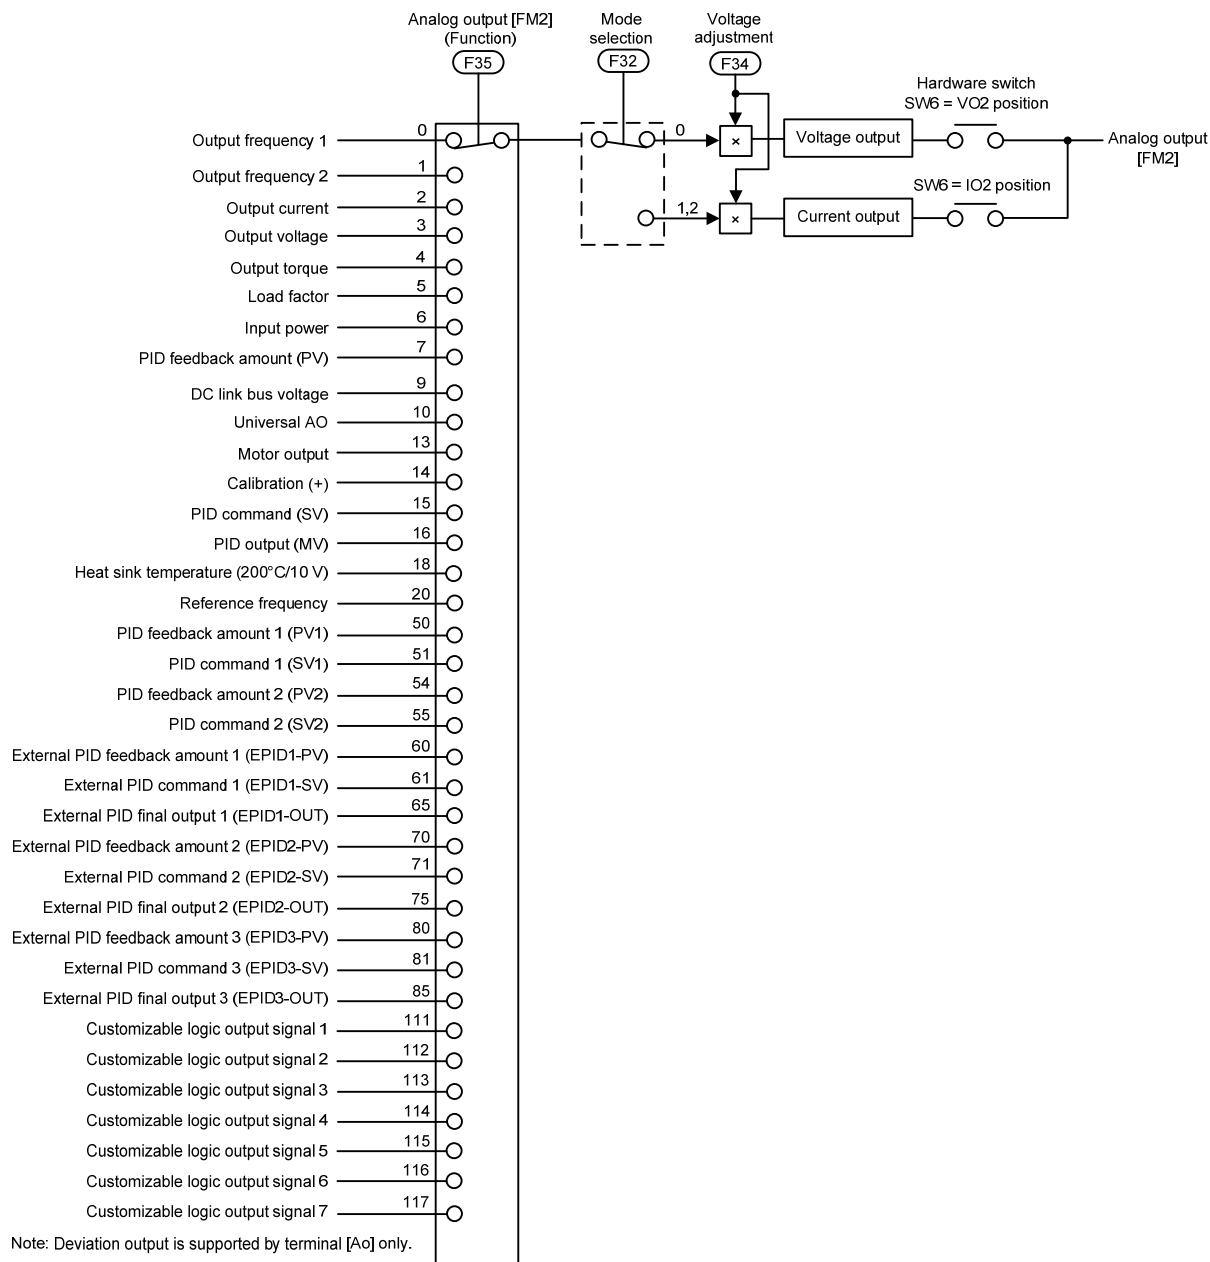 Analog output [FM2]
(Function)
F35
Mode
selection
F32
Voltage
adjustment
F34
Hardware switch
SW6 = VO2 position
Output frequency 1
0
0
×
Voltage output
Analog output
[FM2]
Output frequency 2
1
Output current
2
1,2
×
Current output
SW6 = IO2 position
Output voltage
3
Output torque
4
Load factor
5
Input power
6
PID feedback amount (PV)
7
DC link bus voltage
9
Universal AO
10
Motor output
13
Calibration (+)
14
PID command (SV)
15
PID output (MV)
16
Heat sink temperature (200°C/10 V)
18
Reference frequency
20
PID feedback amount 1 (PV1)
50
PID command 1 (SV1)
51
PID feedback amount 2 (PV2)
54
PID command 2 (SV2)
55
External PID feedback amount 1 (EPID1-PV)
60
External PID command 1 (EPID1-SV)
61
External PID final output 1 (EPID1-OUT)
65
External PID feedback amount 2 (EPID2-PV)
70
External PID command 2 (EPID2-SV)
71
External PID final output 2 (EPID2-OUT)
75
External PID feedback amount 3 (EPID3-PV)
80
External PID command 3 (EPID3-SV)
81
External PID final output 3 (EPID3-OUT)
85
Customizable logic output signal 1
111
Customizable logic output signal 2
112
Customizable logic output signal 3
113
Customizable logic output signal 4
114
Customizable logic output signal 5
115
Customizable logic output signal 6
116
Customizable logic output signal 7
117
Note: Deviation output is supported by terminal [Ao] only.